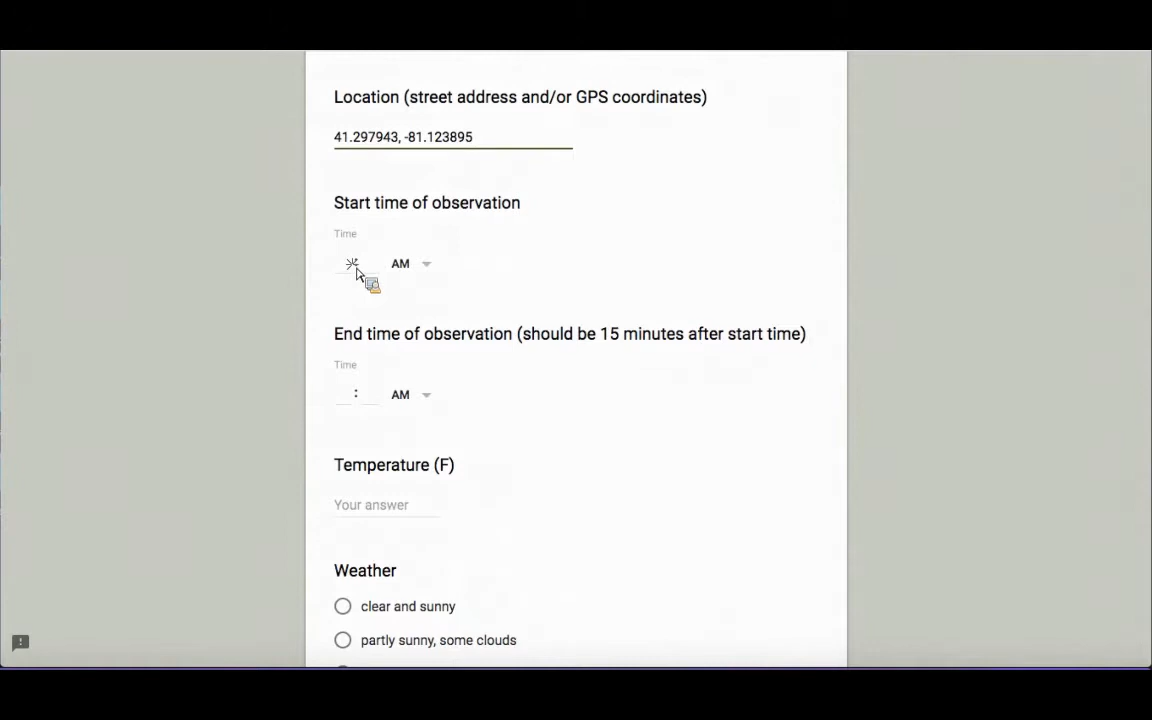 Location (street address and/or GPS coordinates)
41.297943, -81.123895
Start time of observation
Time
AM
End time of observation (should be 15 minutes after start time)
Time
: AM
Temperature (F)
Your answer
Weather
clear and sunny
partly sunny, some clouds